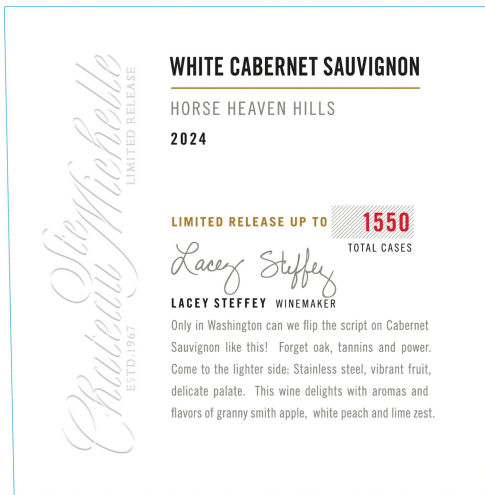 WHITE CABERNET SAUVIGNON
HORSE HEAVEN HILLS
2024
Chateau Ste Michelle
LIMITED RELEASE
ESTD.1967
LIMITED RELEASE UP TO 1550
TOTAL CASES
Lacey Steffey
LACEY STEFFEY WINEMAKER
Only in Washington can we flip the script on Cabernet
Sauvignon like this! Forget oak, tannins and power.
Come to the lighter side: Stainless steel, vibrant fruit,
delicate palate. This wine delights with aromas and
flavors of granny smith apple, white peach and lime zest.